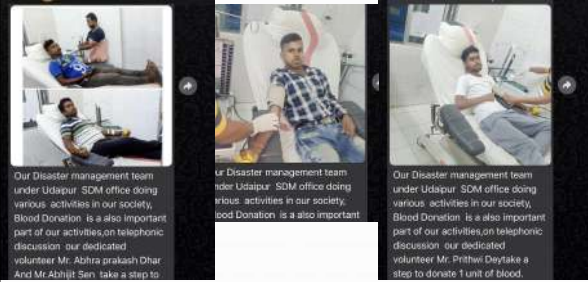 Our Disaster management team
under Udaipur SDM office doing
various activities in our society,
Blood Donation is a also important
part of our activities,on telephonic
discussion our dedicated
volunteer Mr. Abhra prakash Dhar
And Mr.Abhijit Sen take a step to
ur Disaster management team
nder Udaipur SDM office doing
arious activities in our society,
lood Donation is a also important
Our Disaster management team
under Udaipur SDM office doing
various activities in our society,
Blood Donation is a also important
part of our activities,on telephonic
discussion our dedicated
volunteer Mr. Prithwi Deytake a
step to donate 1 unit of blood.